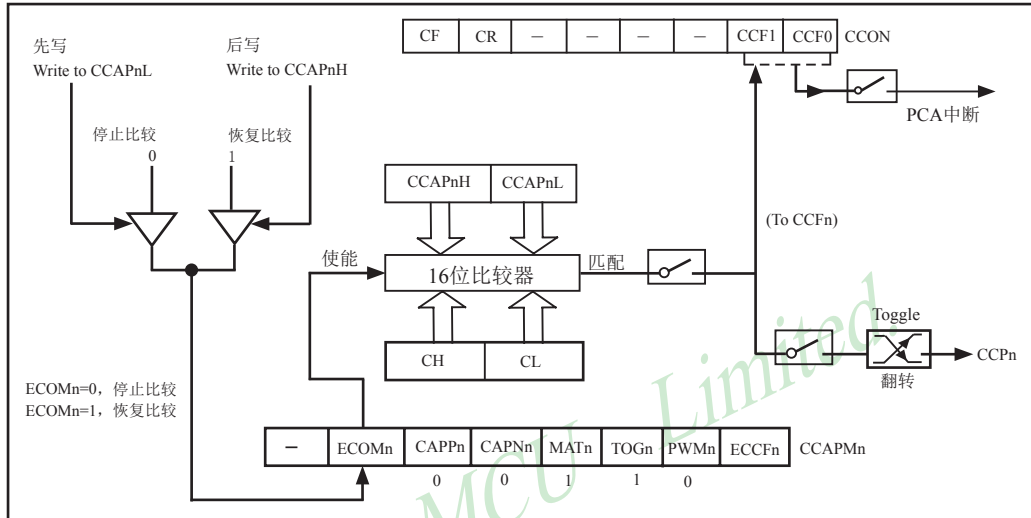 CF CR － － － － CCF1 CCF0 CCON
先写
Write to CCAPnL
后写
Write to CCAPnH
PCA中断
停止比较
0
恢复比较
1
CCAPnH CCAPnL
(To CCFn)
使能
16位比较器
匹配
CH CL
Toggle
翻转
CCPn
ECOMn=0，停止比较
ECOMn=1，恢复比较
－ ECOMn CAPPn CAPNn MATn TOGn PWMn ECCFn CCAPMn
0 0 1 1 0
MCU Limited.